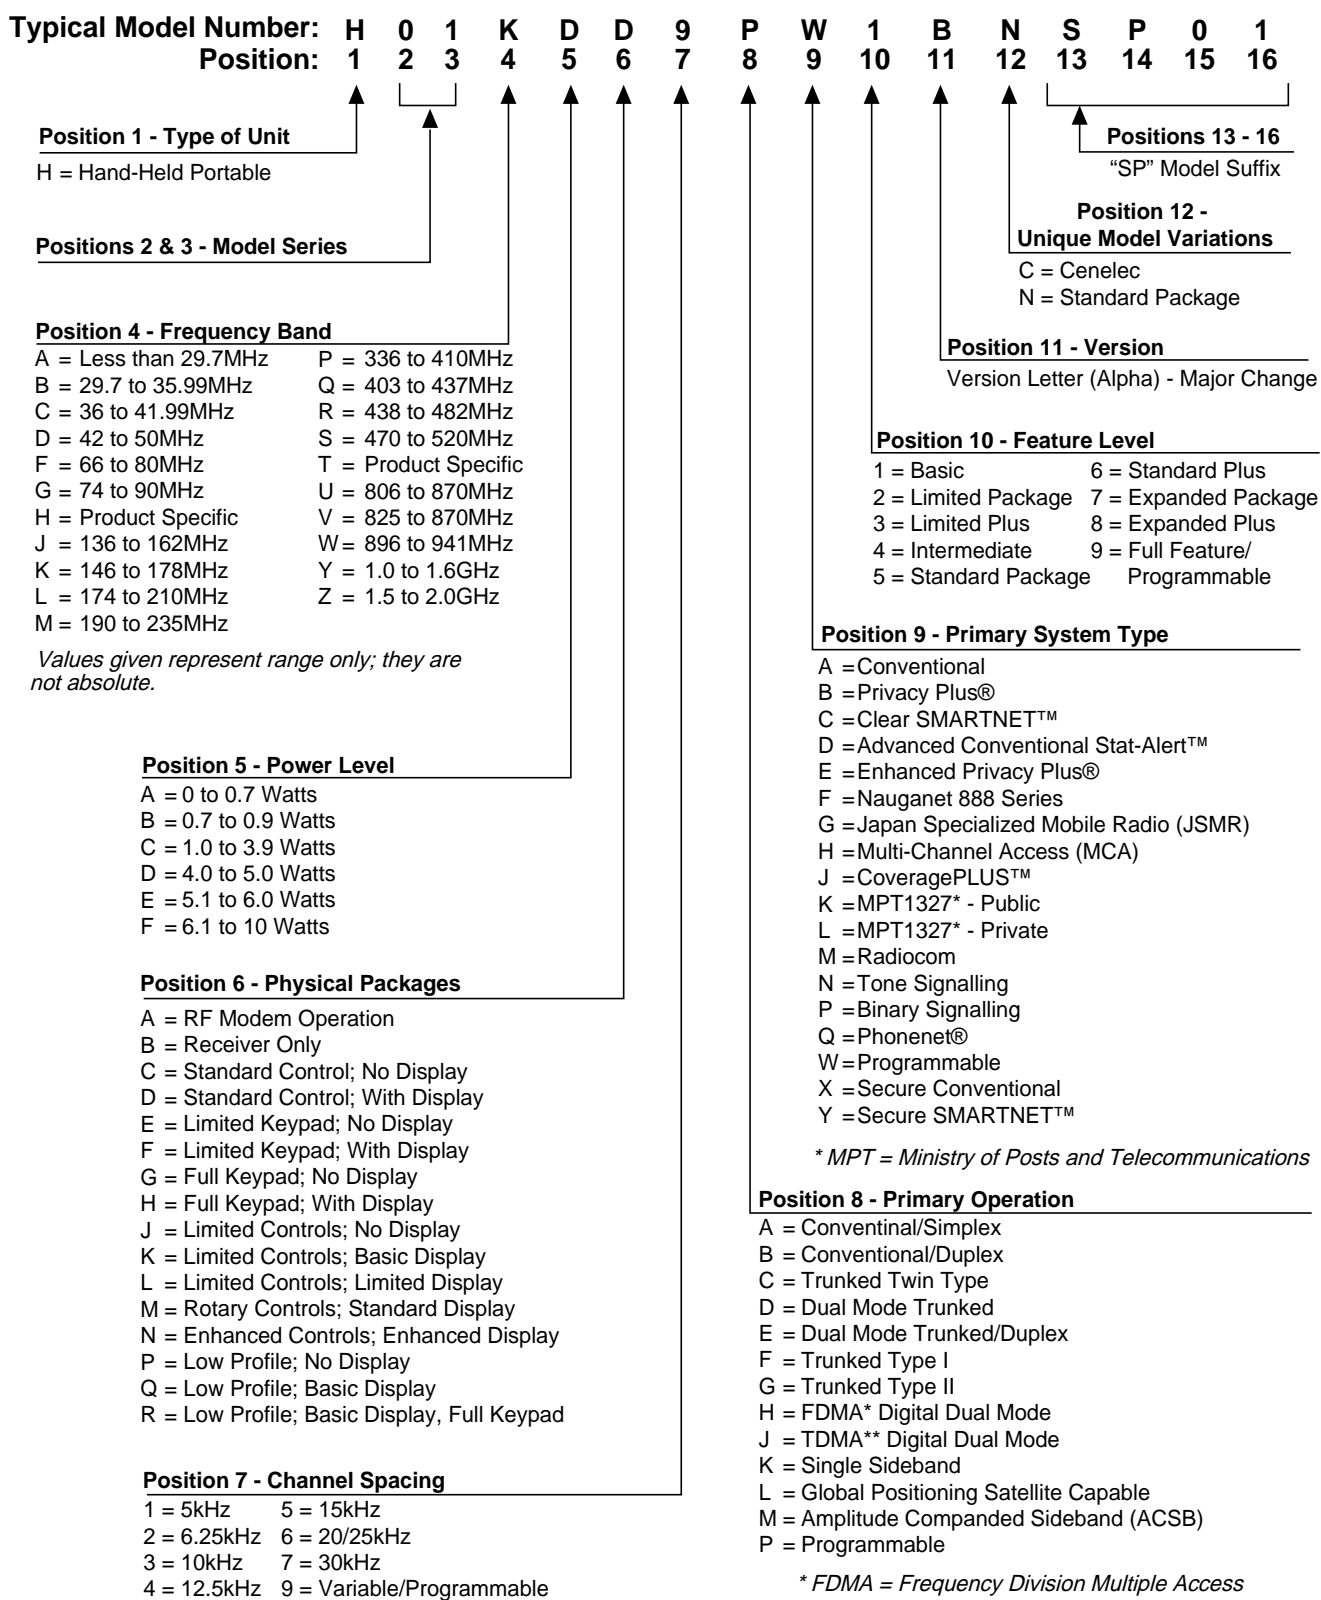 Typical Model Number: H 0 1 K D D 9 P W 1 B N S P 0 1
Position: 1 2 3 4 5 6 7 8 9 10 11 12 13 14 15 16
Position 1 - Type of Unit
H = Hand-Held Portable
Positions 13 - 16
“SP” Model Suffix
Positions 2 & 3 - Model Series
Position 12 -
Unique Model Variations
C = Cenelec
N = Standard Package
Position 4 - Frequency Band
A = Less than 29.7MHz
B = 29.7 to 35.99MHz
C = 36 to 41.99MHz
D = 42 to 50MHz
F = 66 to 80MHz
G = 74 to 90MHz
H = Product Specific
J = 136 to 162MHz
K = 146 to 178MHz
L = 174 to 210MHz
M = 190 to 235MHz
P = 336 to 410MHz
Q = 403 to 437MHz
R = 438 to 482MHz
S = 470 to 520MHz
T = Product Specific
U = 806 to 870MHz
V = 825 to 870MHz
W = 896 to 941MHz
Y = 1.0 to 1.6GHz
Z = 1.5 to 2.0GHz
Values given represent range only; they are
not absolute.
Position 11 - Version
Version Letter (Alpha) - Major Change
Position 10 - Feature Level
1 = Basic
2 = Limited Package
3 = Limited Plus
4 = Intermediate
5 = Standard Package
6 = Standard Plus
7 = Expanded Package
8 = Expanded Plus
9 = Full Feature/
Programmable
Position 9 - Primary System Type
A =Conventional
B =Privacy Plus®
C =Clear SMARTNET™
D =Advanced Conventional Stat-Alert™
E =Enhanced Privacy Plus®
F =Nauganet 888 Series
G =Japan Specialized Mobile Radio (JSMR)
H =Multi-Channel Access (MCA)
J =CoveragePLUS™
K =MPT1327* - Public
L =MPT1327* - Private
M =Radiocom
N =Tone Signalling
P =Binary Signalling
Q =Phonenet®
W =Programmable
X =Secure Conventional
Y =Secure SMARTNET™
* MPT = Ministry of Posts and Telecommunications
Position 5 - Power Level
A = 0 to 0.7 Watts
B = 0.7 to 0.9 Watts
C = 1.0 to 3.9 Watts
D = 4.0 to 5.0 Watts
E = 5.1 to 6.0 Watts
F = 6.1 to 10 Watts
Position 6 - Physical Packages
A = RF Modem Operation
B = Receiver Only
C = Standard Control; No Display
D = Standard Control; With Display
E = Limited Keypad; No Display
F = Limited Keypad; With Display
G = Full Keypad; No Display
H = Full Keypad; With Display
J = Limited Controls; No Display
K = Limited Controls; Basic Display
L = Limited Controls; Limited Display
M = Rotary Controls; Standard Display
N = Enhanced Controls; Enhanced Display
P = Low Profile; No Display
Q = Low Profile; Basic Display
R = Low Profile; Basic Display, Full Keypad
Position 8 - Primary Operation
A = Conventinal/Simplex
B = Conventional/Duplex
C = Trunked Twin Type
D = Dual Mode Trunked
E = Dual Mode Trunked/Duplex
F = Trunked Type I
G = Trunked Type II
H = FDMA* Digital Dual Mode
J = TDMA** Digital Dual Mode
K = Single Sideband
L = Global Positioning Satellite Capable
M = Amplitude Companded Sideband (ACSB)
P = Programmable
* FDMA = Frequency Division Multiple Access
Position 7 - Channel Spacing
1 = 5kHz
2 = 6.25kHz
3 = 10kHz
4 = 12.5kHz
5 = 15kHz
6 = 20/25kHz
7 = 30kHz
9 = Variable/Programmable